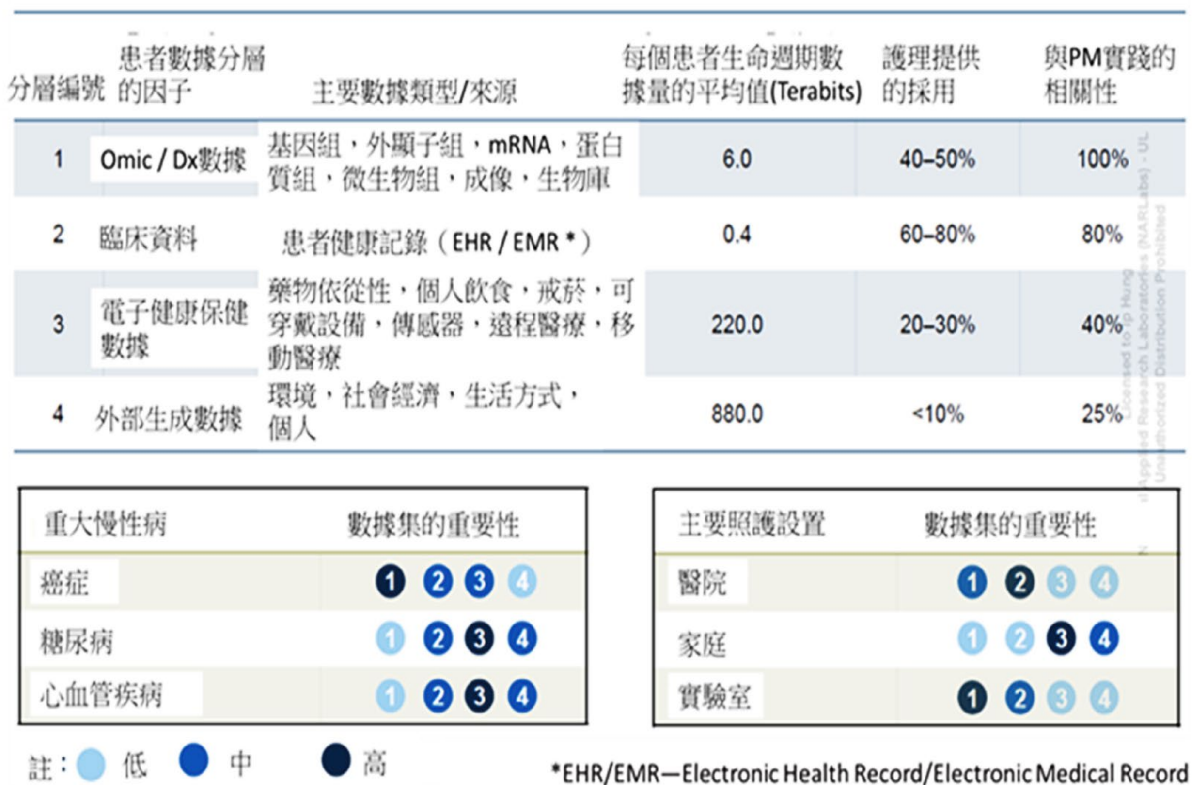 患者數據分層
每個患者生命週期數
護理提供
與PM實踐的
分層編號 的因子
主要數據類型/來源
據量的平均值(Terabits)
的採用
相關性
1 Omic / Dx數據
基因組，外顯子組，mRNA，蛋白
質組，微生物組，成像，生物庫
6.0 40–50% 100%
2 臨床資料 患者健康記錄（EHR / EMR *） 0.4 60–80% 80%
3 電子健康保健
數據
藥物依從性，個人飲食，戒菸，可
穿戴設備，傳感器，遠程醫療，移
動醫療
220.0 20–30% 40%
4 外部生成數據
環境，社會經濟，生活方式，
個人
880.0 <10% 25%
Licensed to Ip Hung
Applied Research Laboratories (NARLabs) - UL
Unauthorized Distribution Prohibited
重大慢性病 數據集的重要性
癌症 1 2 3 4
糖尿病 1 2 3 4
心血管疾病 1 2 3 4
主要照護設置 數據集的重要性
醫院 1 2 3 4
家庭 1 2 3 4
實驗室 1 2 3 4
註： 低 中 高
*EHR/EMR—Electronic Health Record/Electronic Medical Record